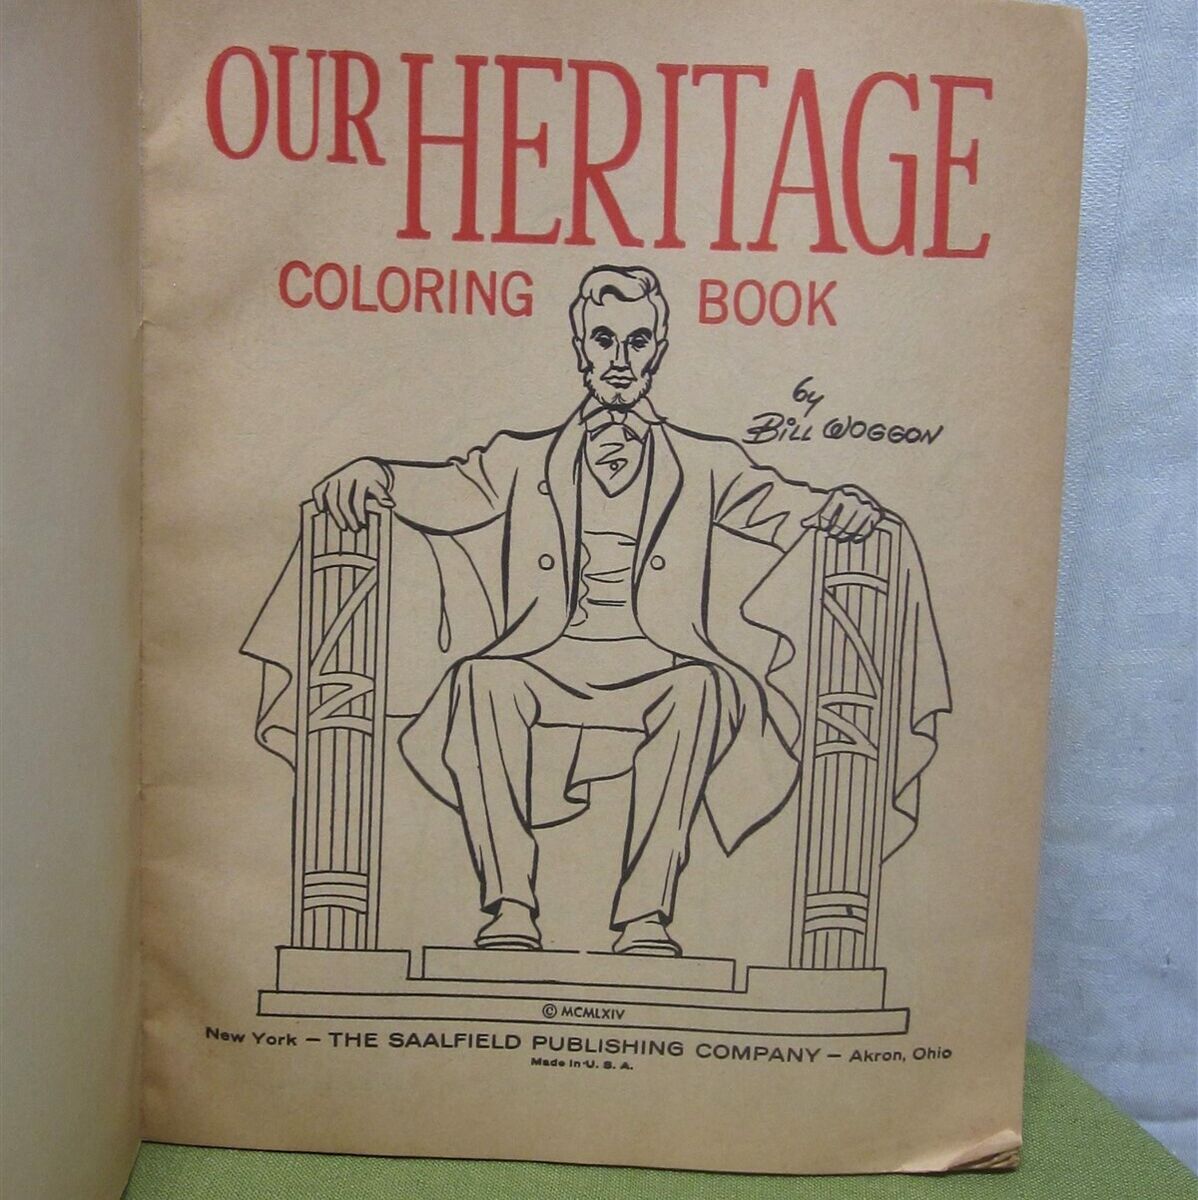 OUR HERITAGE
COLORING BOOK
by
Bill Woggon
© MCMLXIV
New York — THE SAALFIELD PUBLISHING COMPANY — Akron, Ohio
Made in U. S. A.